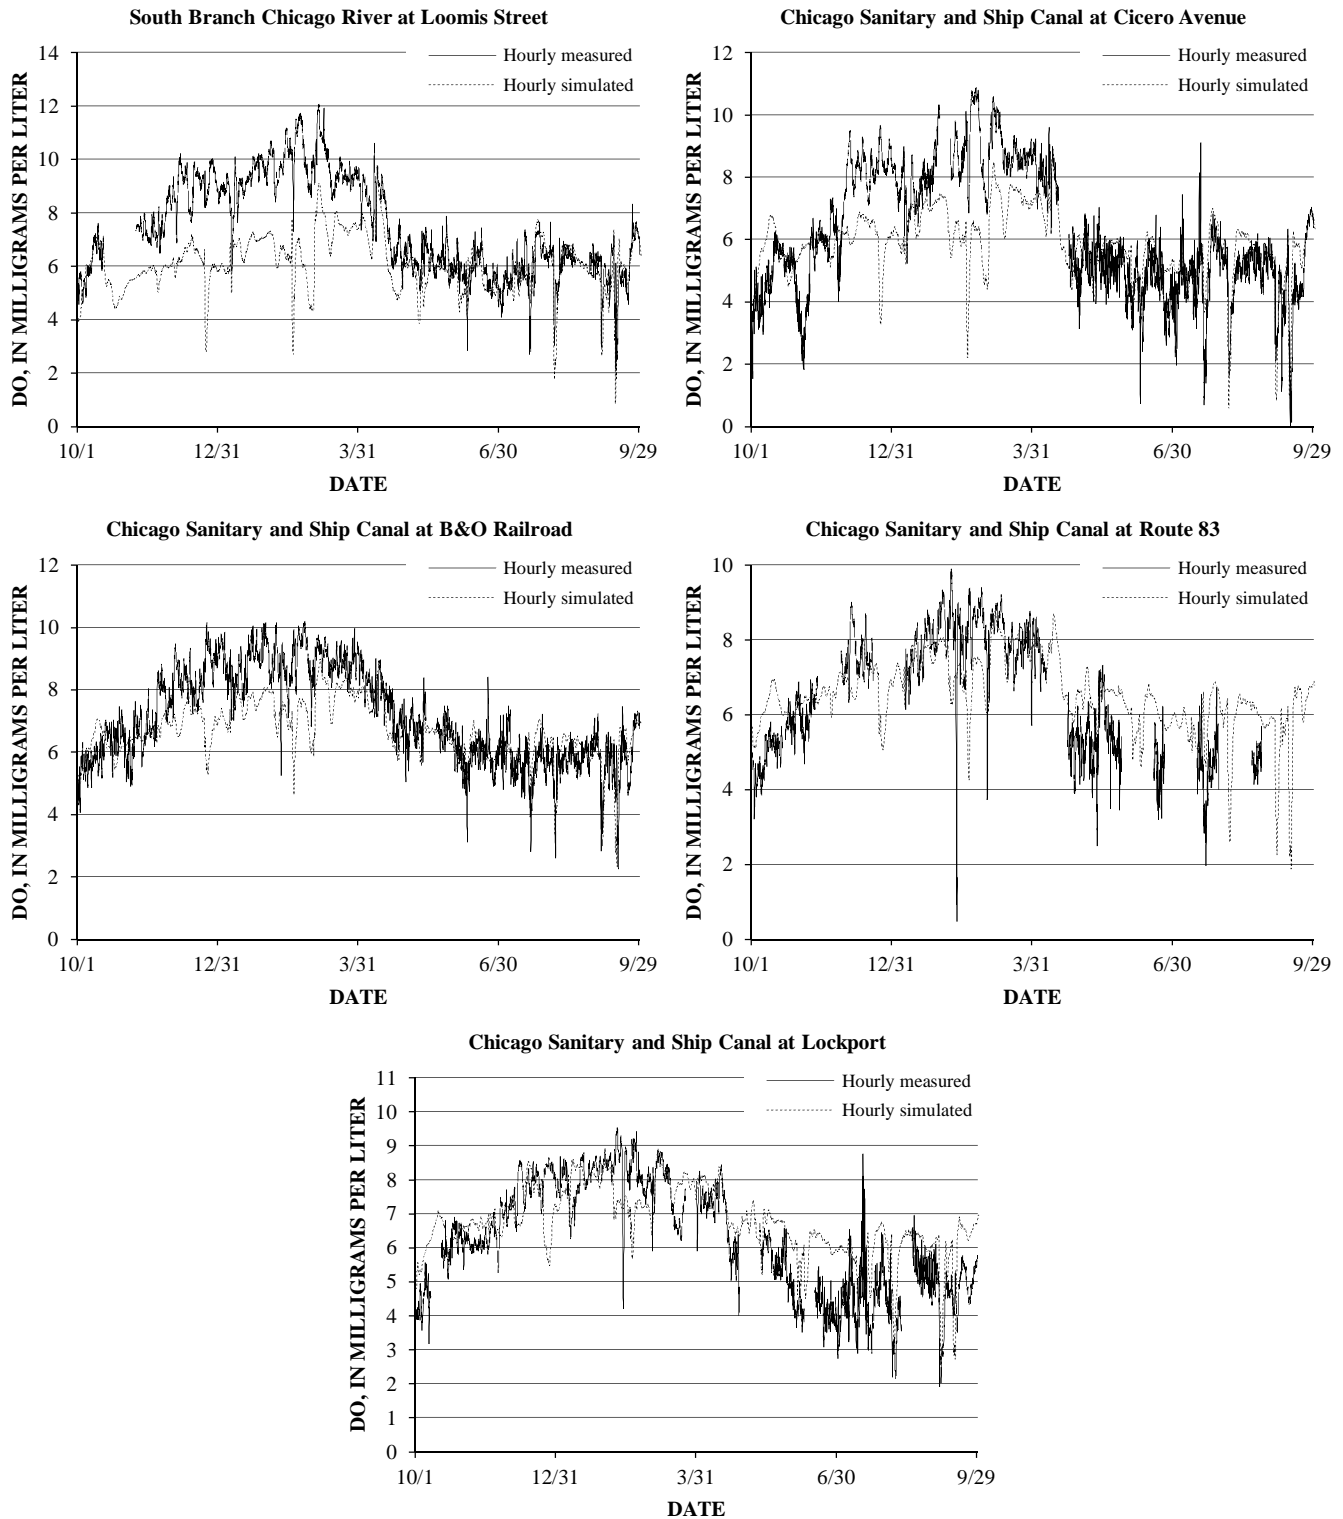 South Branch Chicago River at Loomis Street
Hourly measured
Hourly simulated
DO, IN MILLIGRAMS PER LITER
14
12
10
8
6
4
2
0
10/1 12/31 3/31 6/30 9/29
DATE
Chicago Sanitary and Ship Canal at Cicero Avenue
Hourly measured
Hourly simulated
DO, IN MILLIGRAMS PER LITER
12
10
8
6
4
2
0
10/1 12/31 3/31 6/30 9/29
DATE
Chicago Sanitary and Ship Canal at B&O Railroad
Hourly measured
Hourly simulated
DO, IN MILLIGRAMS PER LITER
12
10
8
6
4
2
0
10/1 12/31 3/31 6/30 9/29
DATE
Chicago Sanitary and Ship Canal at Route 83
Hourly measured
Hourly simulated
DO, IN MILLIGRAMS PER LITER
10
8
6
4
2
0
10/1 12/31 3/31 6/30 9/29
DATE
Chicago Sanitary and Ship Canal at Lockport
Hourly measured
Hourly simulated
DO, IN MILLIGRAMS PER LITER
11
10
9
8
7
6
5
4
3
2
1
0
10/1 12/31 3/31 6/30 9/29
DATE